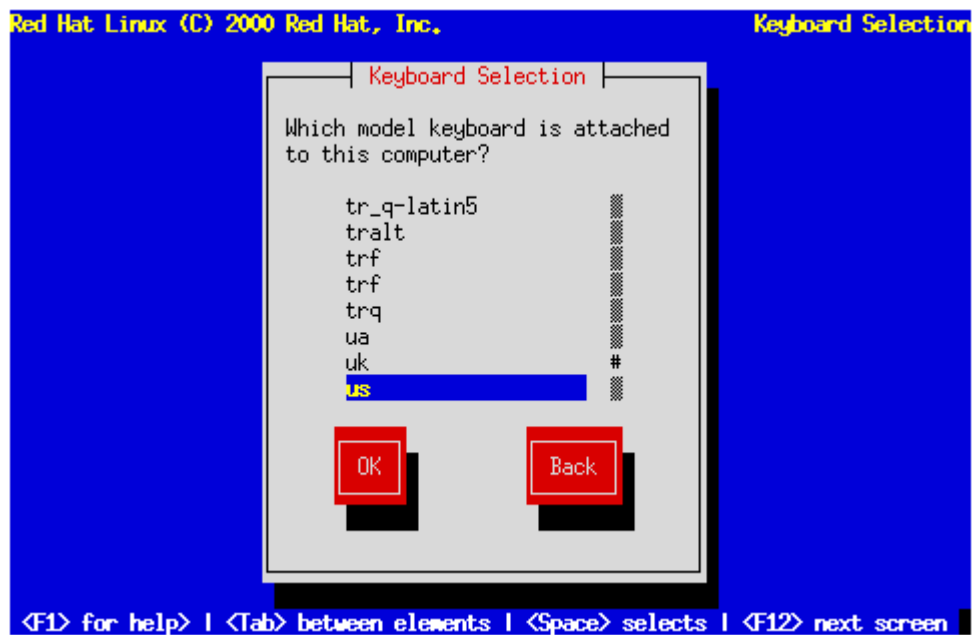 Red Hat Linux (C) 2000 Red Hat, Inc. Keyboard Selection
Keyboard Selection
Which model keyboard is attached
to this computer?
tr_q-latin5
tralt
trf
trf
trq
ua
uk #
us
OK Back
<F1> for help> | <Tab> between elements | <Space> selects | <F12> next screen